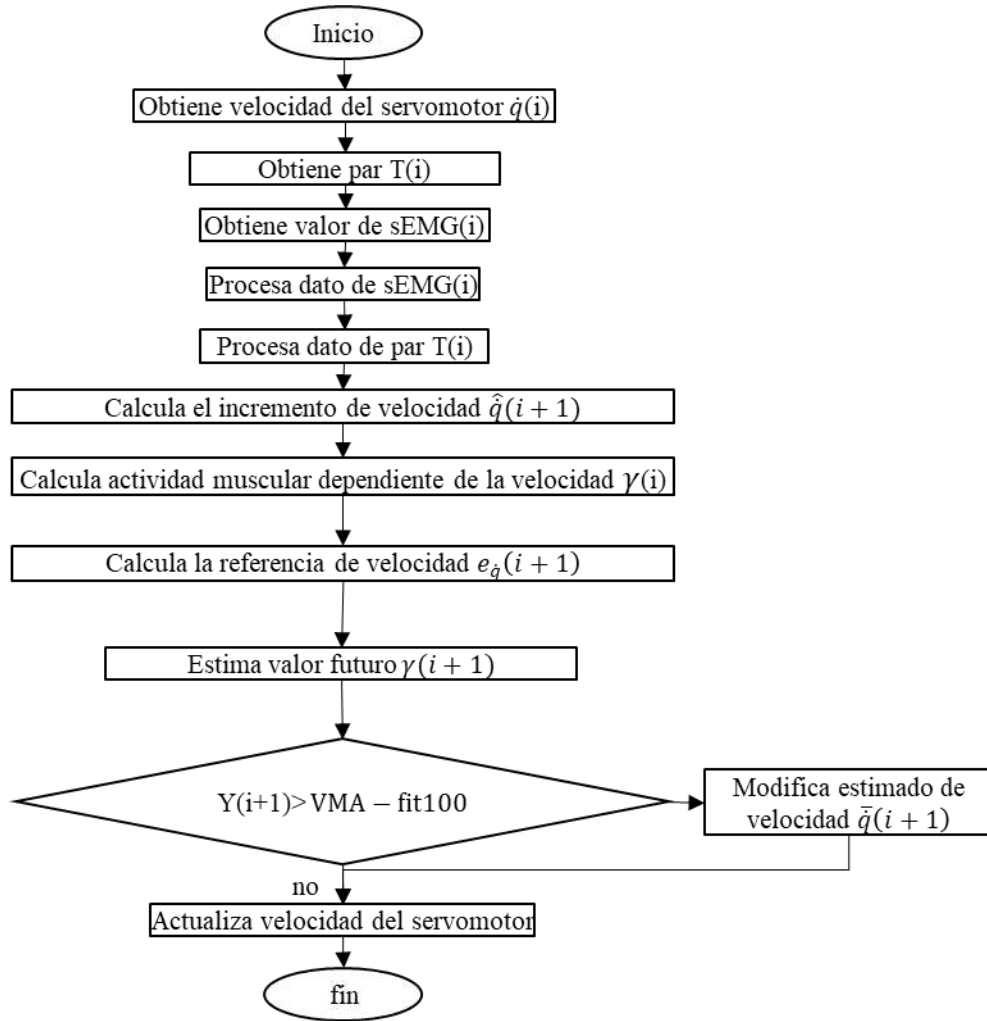 Inicio
Obtiene velocidad del servomotor q̇(i)
Obtiene par T(i)
Obtiene valor de sEMG(i)
Procesa dato de sEMG(i)
Procesa dato de par T(i)
Calcula el incremento de velocidad q̇̂(i + 1)
Calcula actividad muscular dependiente de la velocidad γ(i)
Calcula la referencia de velocidad e_q̇(i + 1)
Estima valor futuro γ(i + 1)
Y(i+1)>VMA − fit100
Modifica estimado de
velocidad q̇̄(i + 1)
no
Actualiza velocidad del servomotor
fin